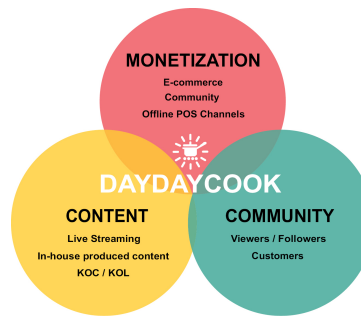 MONETIZATION
E-commerce
Community
Offline POS Channels
DAYDAYCOOK
CONTENT
Live Streaming
In-house produced content
KOC / KOL
COMMUNITY
Viewers / Followers
Customers